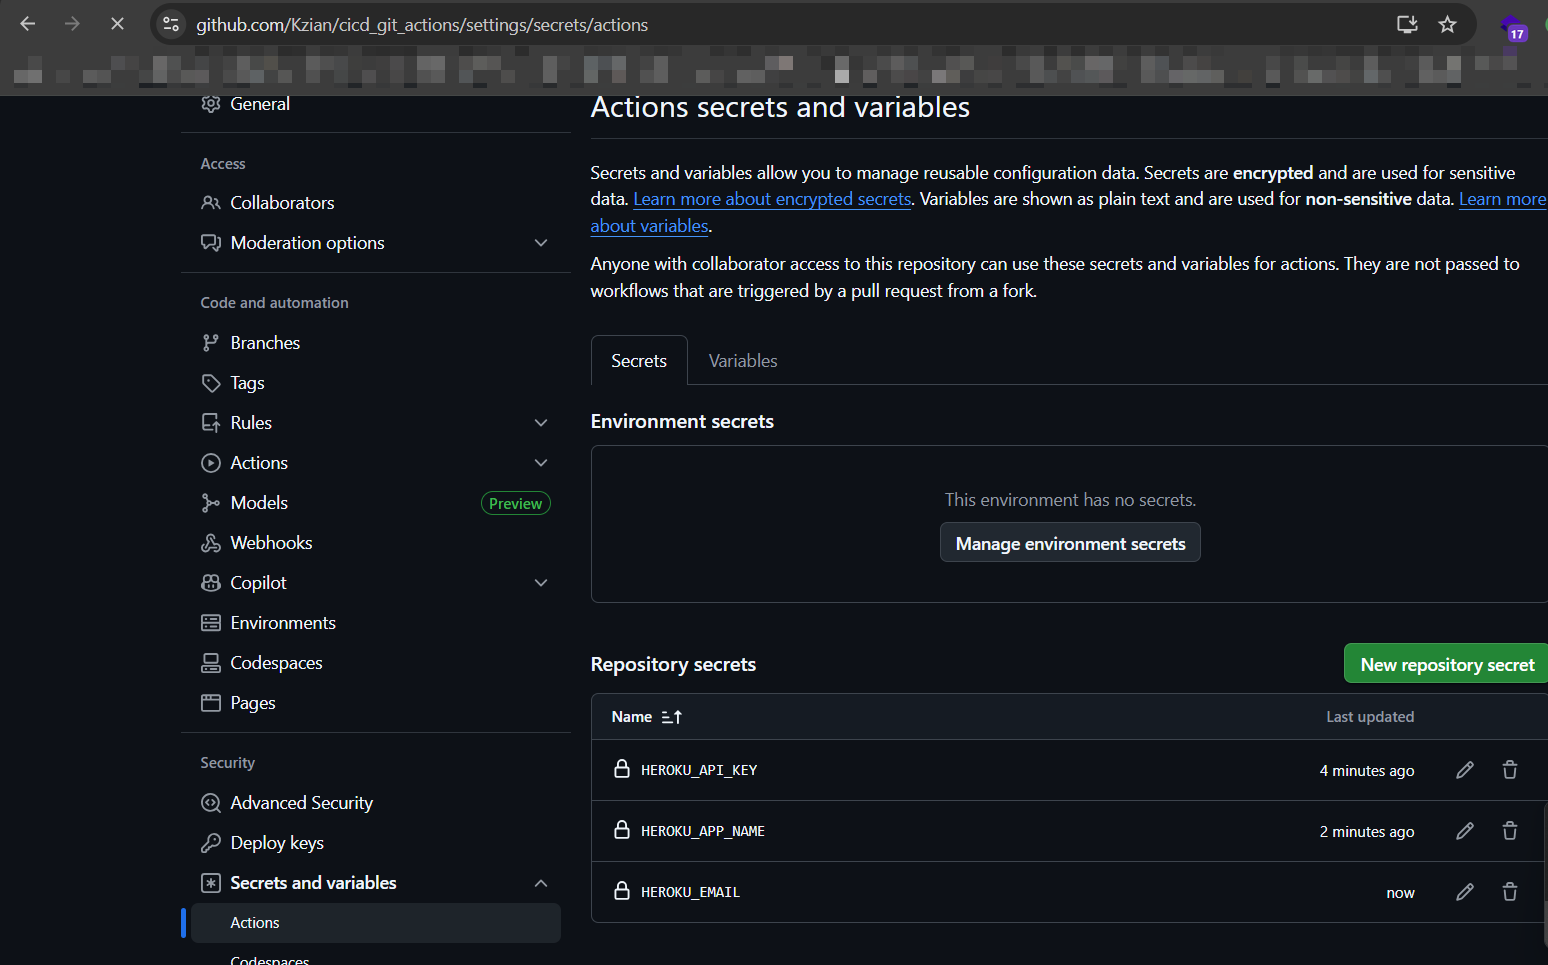 github.com/Kzian/cicd_git_actions/settings/secrets/actions
17
General
Access
Collaborators
Moderation options
Code and automation
Branches
Tags
Rules
Actions
Models
Preview
Webhooks
Copilot
Environments
Codespaces
Pages
Security
Advanced Security
Deploy keys
Secrets and variables
Actions
Codespaces
Actions secrets and variables
Secrets and variables allow you to manage reusable configuration data. Secrets are encrypted and are used for sensitive
data. Learn more about encrypted secrets. Variables are shown as plain text and are used for non-sensitive data. Learn more
about variables.
Anyone with collaborator access to this repository can use these secrets and variables for actions. They are not passed to
workflows that are triggered by a pull request from a fork.
Secrets
Variables
Environment secrets
This environment has no secrets.
Manage environment secrets
Repository secrets
New repository secret
Name
Last updated
HEROKU_API_KEY
4 minutes ago
HEROKU_APP_NAME
2 minutes ago
HEROKU_EMAIL
now